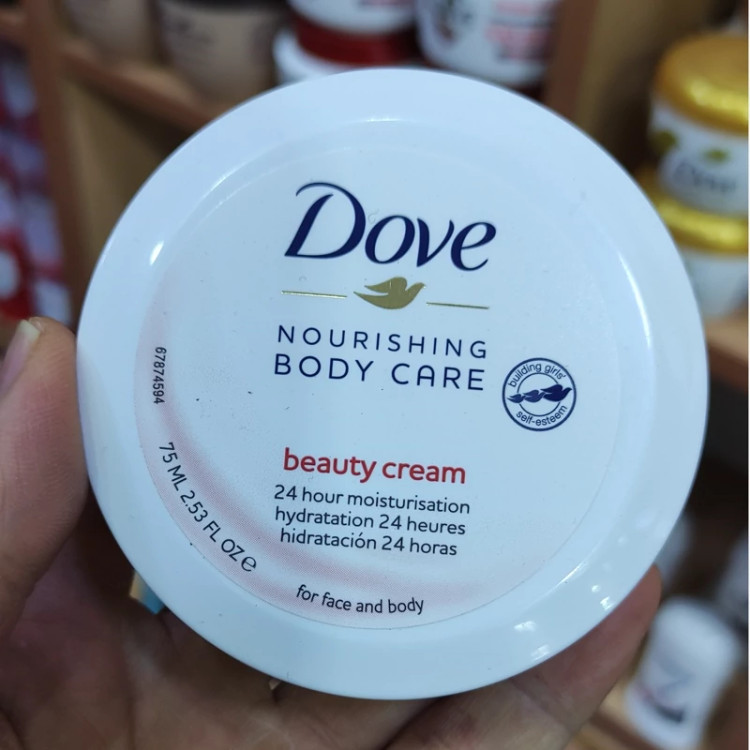 Dove
NOURISHING
BODY CARE
building girls'
self-esteem
67874594
beauty cream
24 hour moisturisation
hydratation 24 heures
hidratación 24 horas
75 ML 2.53 FL OZ e
for face and body
Dove